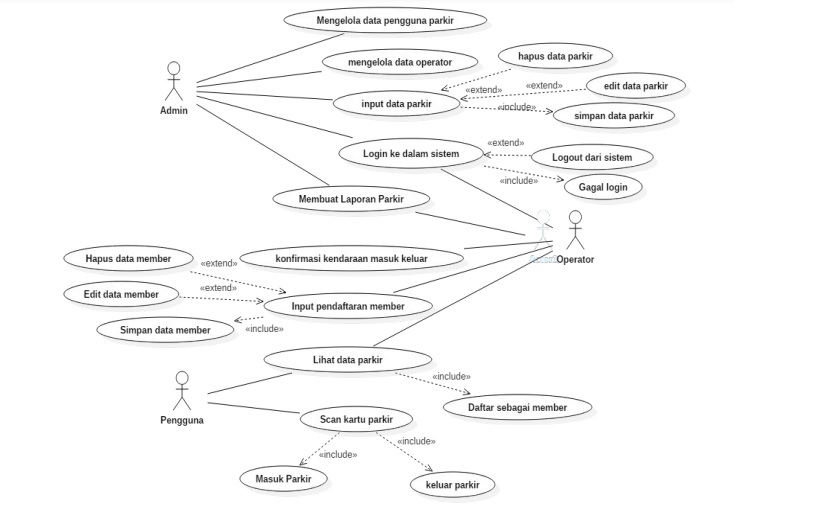 Mengelola data pengguna parkir
mengelola data operator
hapus data parkir
«extend»
«extend»
edit data parkir
input data parkir
«include»
simpan data parkir
Admin
Login ke dalam sistem
«extend»
Logout dari sistem
«include»
Gagal login
Membuat Laporan Parkir
Operator
Hapus data member
«extend»
konfirmasi kendaraan masuk keluar
Edit data member
«extend»
Input pendaftaran member
Simpan data member
«include»
Lihat data parkir
«include»
Daftar sebagai member
Pengguna
Scan kartu parkir
«include»
«include»
Masuk Parkir
keluar parkir